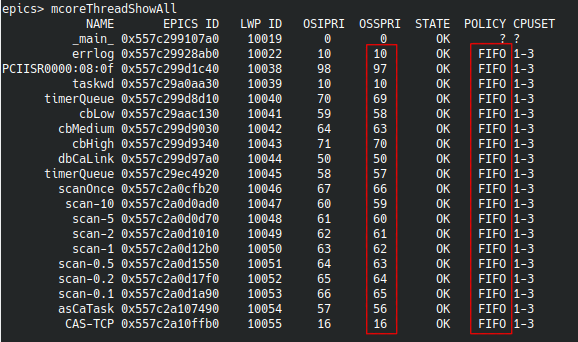 epics> mcoreThreadShowAll
NAME EPICS ID LWP ID OSIPRI OSSPRI STATE POLICY CPUSET
_main_ 0x557c299107a0 10019 0 0 OK ? ?
errlog 0x557c29928ab0 10022 10 10 OK FIFO 1-3
PCIISR0000:08:0f 0x557c299d1c40 10038 98 97 OK FIFO 1-3
taskwd 0x557c29a0aa30 10039 10 10 OK FIFO 1-3
timerQueue 0x557c299d8d10 10040 70 69 OK FIFO 1-3
cbLow 0x557c29aac130 10041 59 58 OK FIFO 1-3
cbMedium 0x557c299d9030 10042 64 63 OK FIFO 1-3
cbHigh 0x557c299d9340 10043 71 70 OK FIFO 1-3
dbCaLink 0x557c299d97a0 10044 50 50 OK FIFO 1-3
timerQueue 0x557c29ec4920 10045 58 57 OK FIFO 1-3
scanOnce 0x557c2a0cfb20 10046 67 66 OK FIFO 1-3
scan-10 0x557c2a0d0ad0 10047 60 59 OK FIFO 1-3
scan-5 0x557c2a0d0d70 10048 61 60 OK FIFO 1-3
scan-2 0x557c2a0d1010 10049 62 61 OK FIFO 1-3
scan-1 0x557c2a0d12b0 10050 63 62 OK FIFO 1-3
scan-0.5 0x557c2a0d1550 10051 64 63 OK FIFO 1-3
scan-0.2 0x557c2a0d17f0 10052 65 64 OK FIFO 1-3
scan-0.1 0x557c2a0d1a90 10053 66 65 OK FIFO 1-3
asCaTask 0x557c2a107490 10054 57 56 OK FIFO 1-3
CAS-TCP 0x557c2a10ffb0 10055 16 16 OK FIFO 1-3